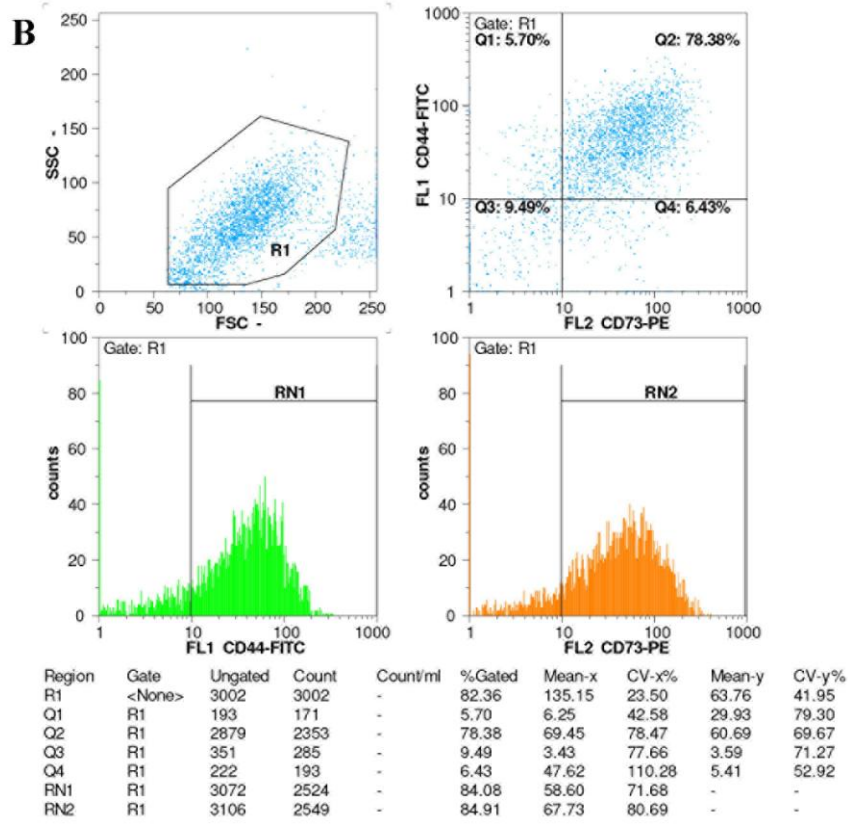 B
250
200
150
100
50
0
SSC -
R1
0 50 100 150 200 250
FSC -
Gate: R1
Q1: 5.70% Q2: 78.38%
1000
100
10
1
FL1 CD44-FITC
Q3: 9.49% Q4: 6.43%
1 10 100 1000
FL2 CD73-PE
Gate: R1
RN1
100
80
60
40
20
0
counts
1 10 100 1000
FL1 CD44-FITC
Gate: R1
RN2
100
80
60
40
20
0
counts
1 10 100 1000
FL2 CD73-PE
Region Gate Ungated Count Count/ml %Gated Mean-x CV-x% Mean-y CV-y%
R1 <None> 3002 3002 - 82.36 135.15 23.50 63.76 41.95
Q1 R1 193 171 - 5.70 6.25 42.58 29.93 79.30
Q2 R1 2879 2353 - 78.38 69.45 78.47 60.69 69.67
Q3 R1 351 285 - 9.49 3.43 77.66 3.59 71.27
Q4 R1 222 193 - 6.43 47.62 110.28 5.41 52.92
RN1 R1 3072 2524 - 84.08 58.60 71.68 - -
RN2 R1 3106 2549 - 84.91 67.73 80.69 - -